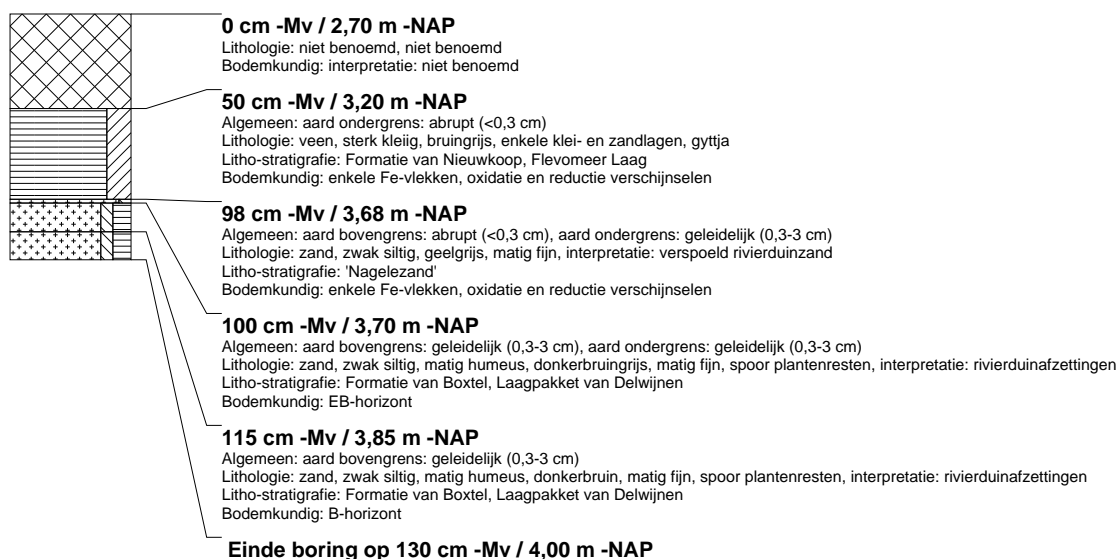 0 cm -Mv / 2,70 m -NAP
Lithologie: niet benoemd, niet benoemd
Bodemkundig: interpretatie: niet benoemd
50 cm -Mv / 3,20 m -NAP
Algemeen: aard ondergrens: abrupt (<0,3 cm)
Lithologie: veen, sterk kleiig, bruingrijs, enkele klei- en zandlagen, gyttja
Litho-stratigrafie: Formatie van Nieuwkoop, Flevomeer Laag
Bodemkundig: enkele Fe-vlekken, oxidatie en reductie verschijnselen
98 cm -Mv / 3,68 m -NAP
Algemeen: aard bovengrens: abrupt (<0,3 cm), aard ondergrens: geleidelijk (0,3-3 cm)
Lithologie: zand, zwak siltig, geelgrijs, matig fijn, interpretatie: verspoeld rivierduinzand
Litho-stratigrafie: 'Nagelezand'
Bodemkundig: enkele Fe-vlekken, oxidatie en reductie verschijnselen
100 cm -Mv / 3,70 m -NAP
Algemeen: aard bovengrens: geleidelijk (0,3-3 cm), aard ondergrens: geleidelijk (0,3-3 cm)
Lithologie: zand, zwak siltig, matig humeus, donkerbruingrijs, matig fijn, spoor plantenresten, interpretatie: rivierduinafzettingen
Litho-stratigrafie: Formatie van Boxtel, Laagpakket van Delwijnen
Bodemkundig: EB-horizont
115 cm -Mv / 3,85 m -NAP
Algemeen: aard bovengrens: geleidelijk (0,3-3 cm)
Lithologie: zand, zwak siltig, matig humeus, donkerbruin, matig fijn, spoor plantenresten, interpretatie: rivierduinafzettingen
Litho-stratigrafie: Formatie van Boxtel, Laagpakket van Delwijnen
Bodemkundig: B-horizont
Einde boring op 130 cm -Mv / 4,00 m -NAP